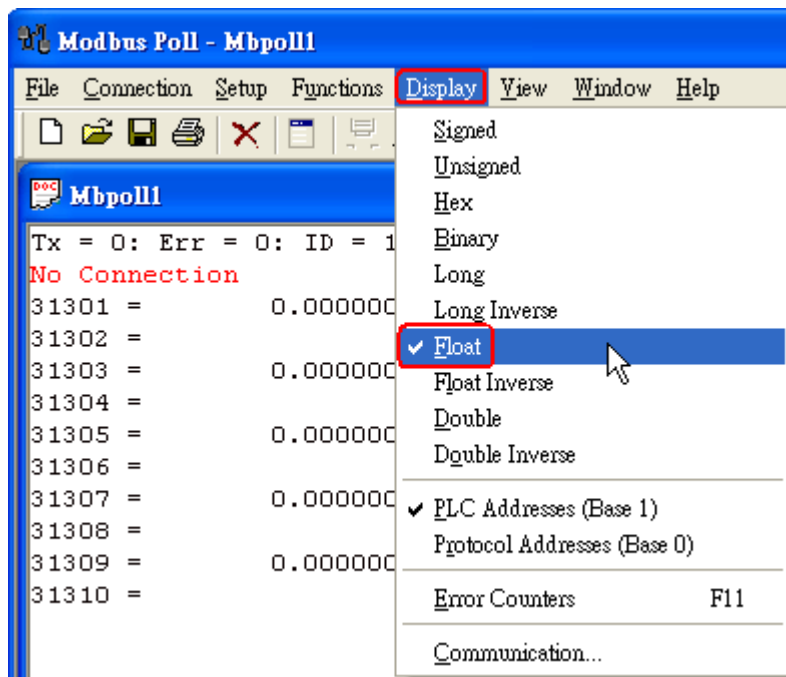 Modbus Poll - Mbpoll1
File Connection Setup Functions Display View Window Help
Mbpoll1
Tx = 0: Err = 0: ID = 1
No Connection
31301 = 0.000000
31302 =
31303 = 0.000000
31304 =
31305 = 0.000000
31306 =
31307 = 0.000000
31308 =
31309 = 0.000000
31310 =
Signed
Unsigned
Hex
Binary
Long
Long Inverse
Float
Float Inverse
Double
Double Inverse
PLC Addresses (Base 1)
Protocol Addresses (Base 0)
Error Counters F11
Communication...